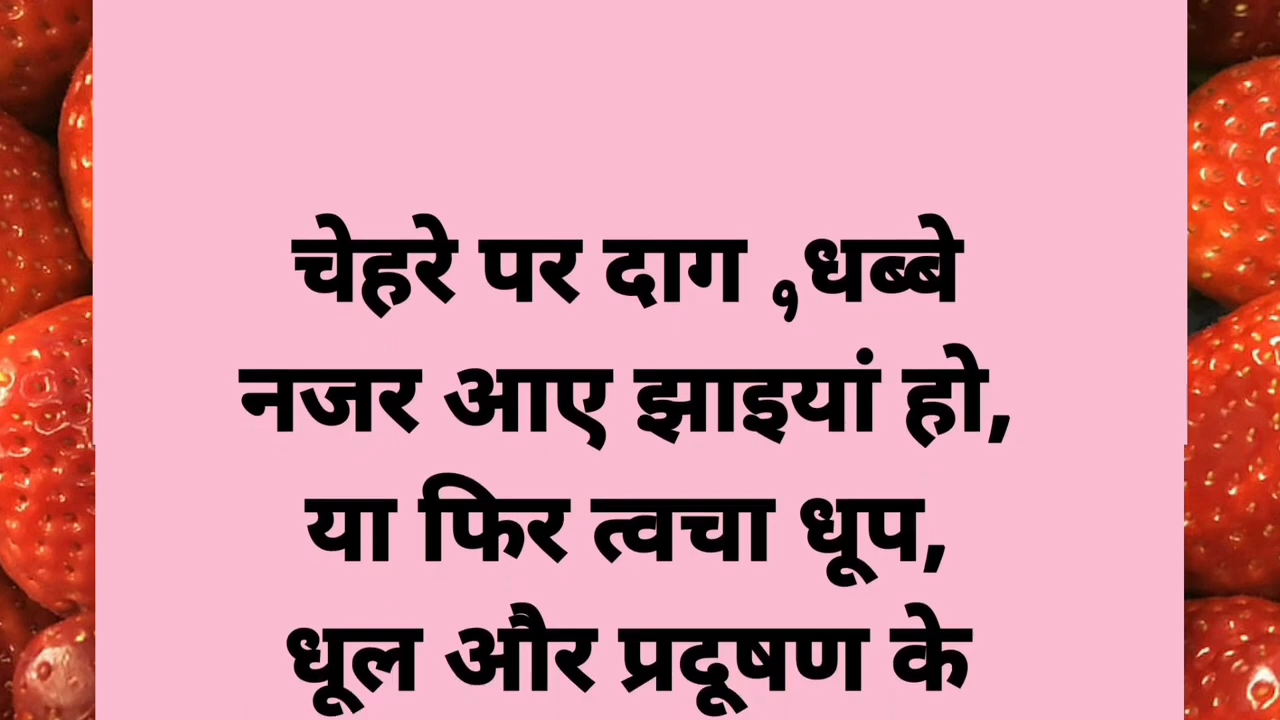 चेहरे पर दाग ,धब्बे
नजर आए झाइयां हो,
या फिर त्वचा धूप,
धूल और प्रदूषण के